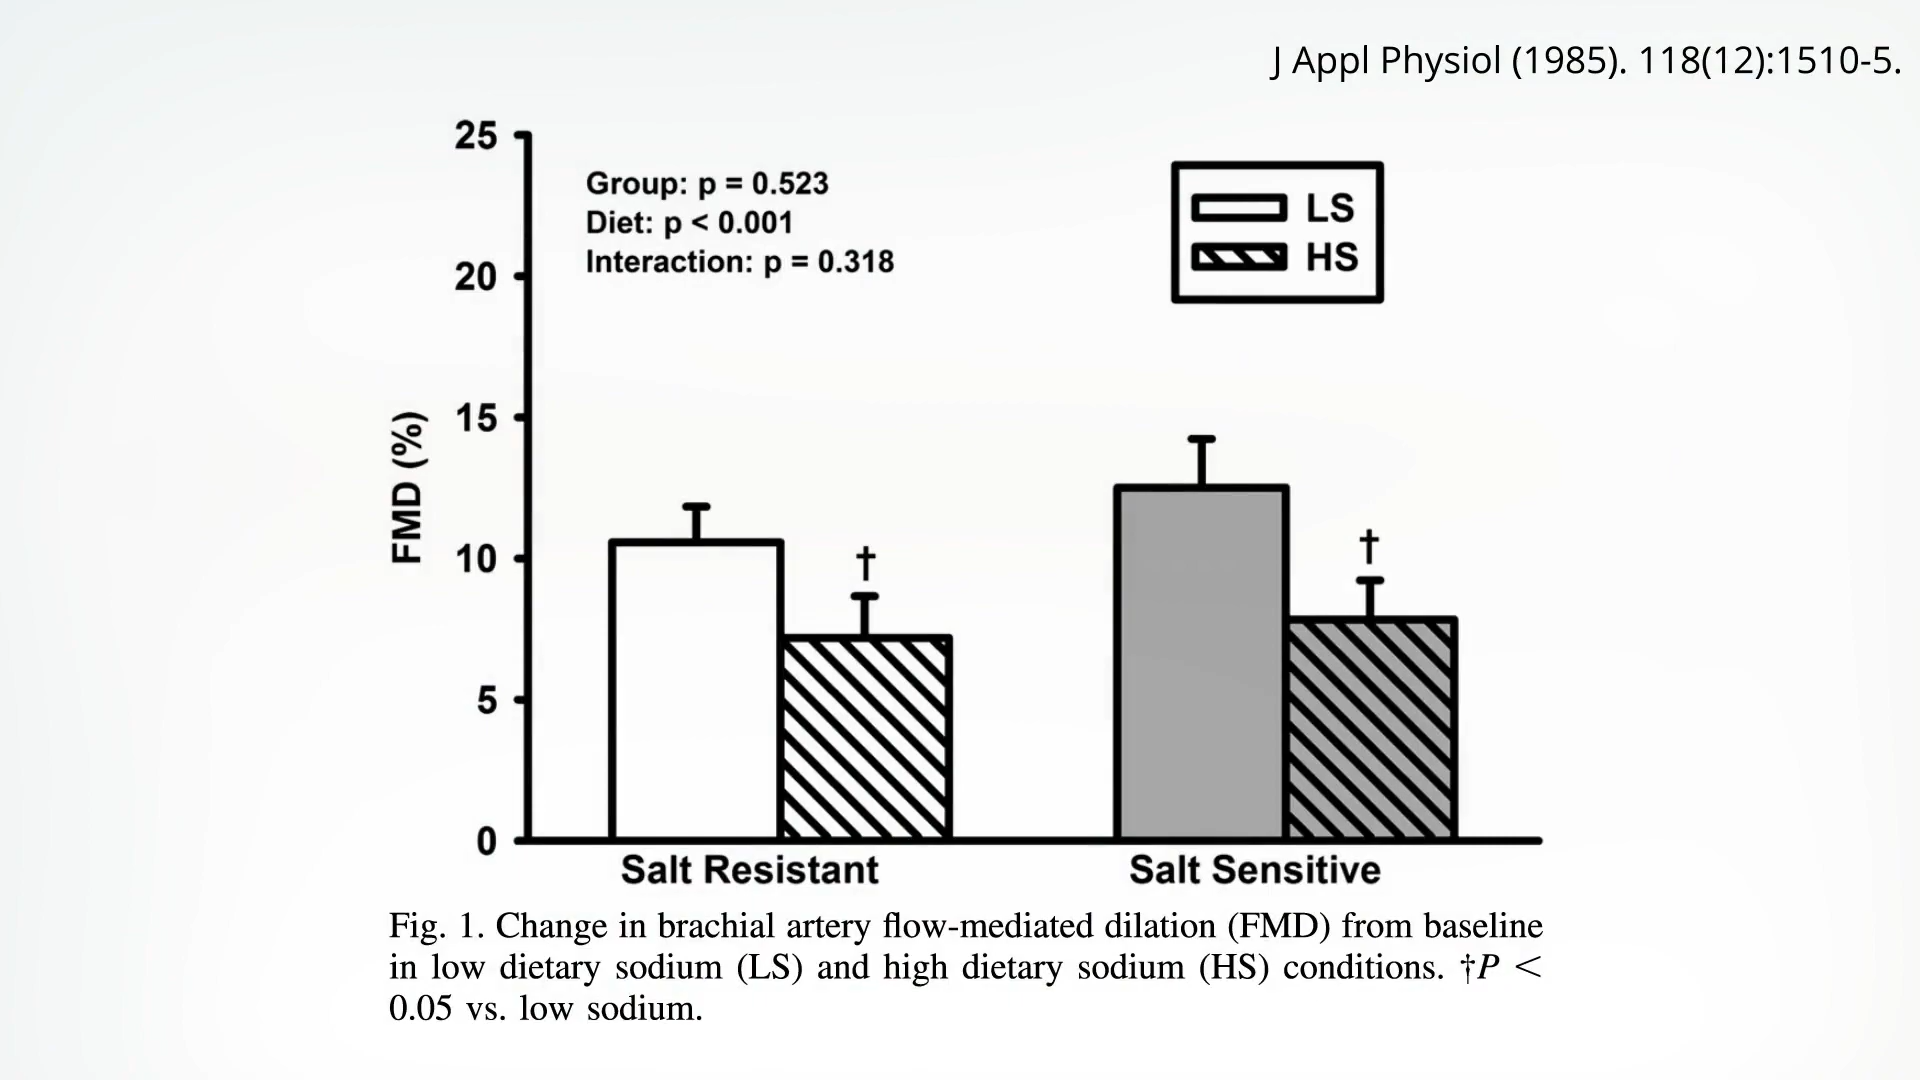 J Appl Physiol (1985). 118(12):1510-5.
25
20
15
10
5
0
FMD (%)
Group: p = 0.523
Diet: p < 0.001
Interaction: p = 0.318
LS
HS
†
†
Salt Resistant
Salt Sensitive
Fig. 1. Change in brachial artery flow-mediated dilation (FMD) from baseline
in low dietary sodium (LS) and high dietary sodium (HS) conditions. †P <
0.05 vs. low sodium.